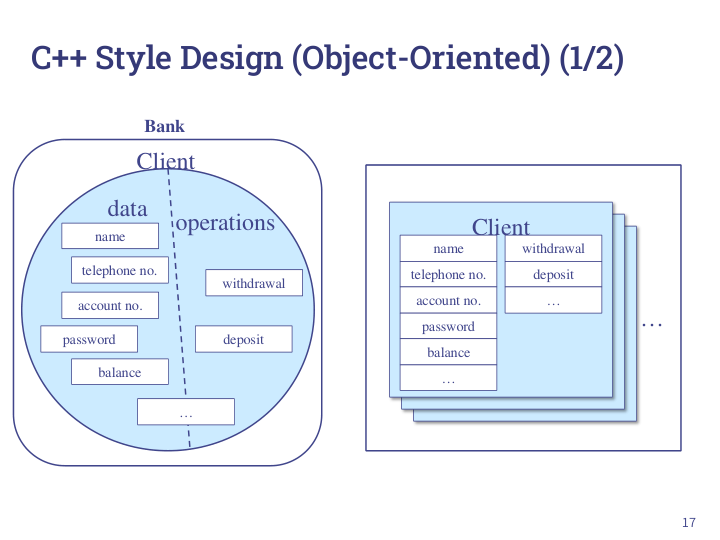 C++ Style Design (Object-Oriented) (1/2)
Bank
Client
data
operations
name
telephone no.
withdrawal
account no.
password
deposit
balance
…
Client
name
withdrawal
telephone no.
deposit
account no.
…
password
balance
…
…
17